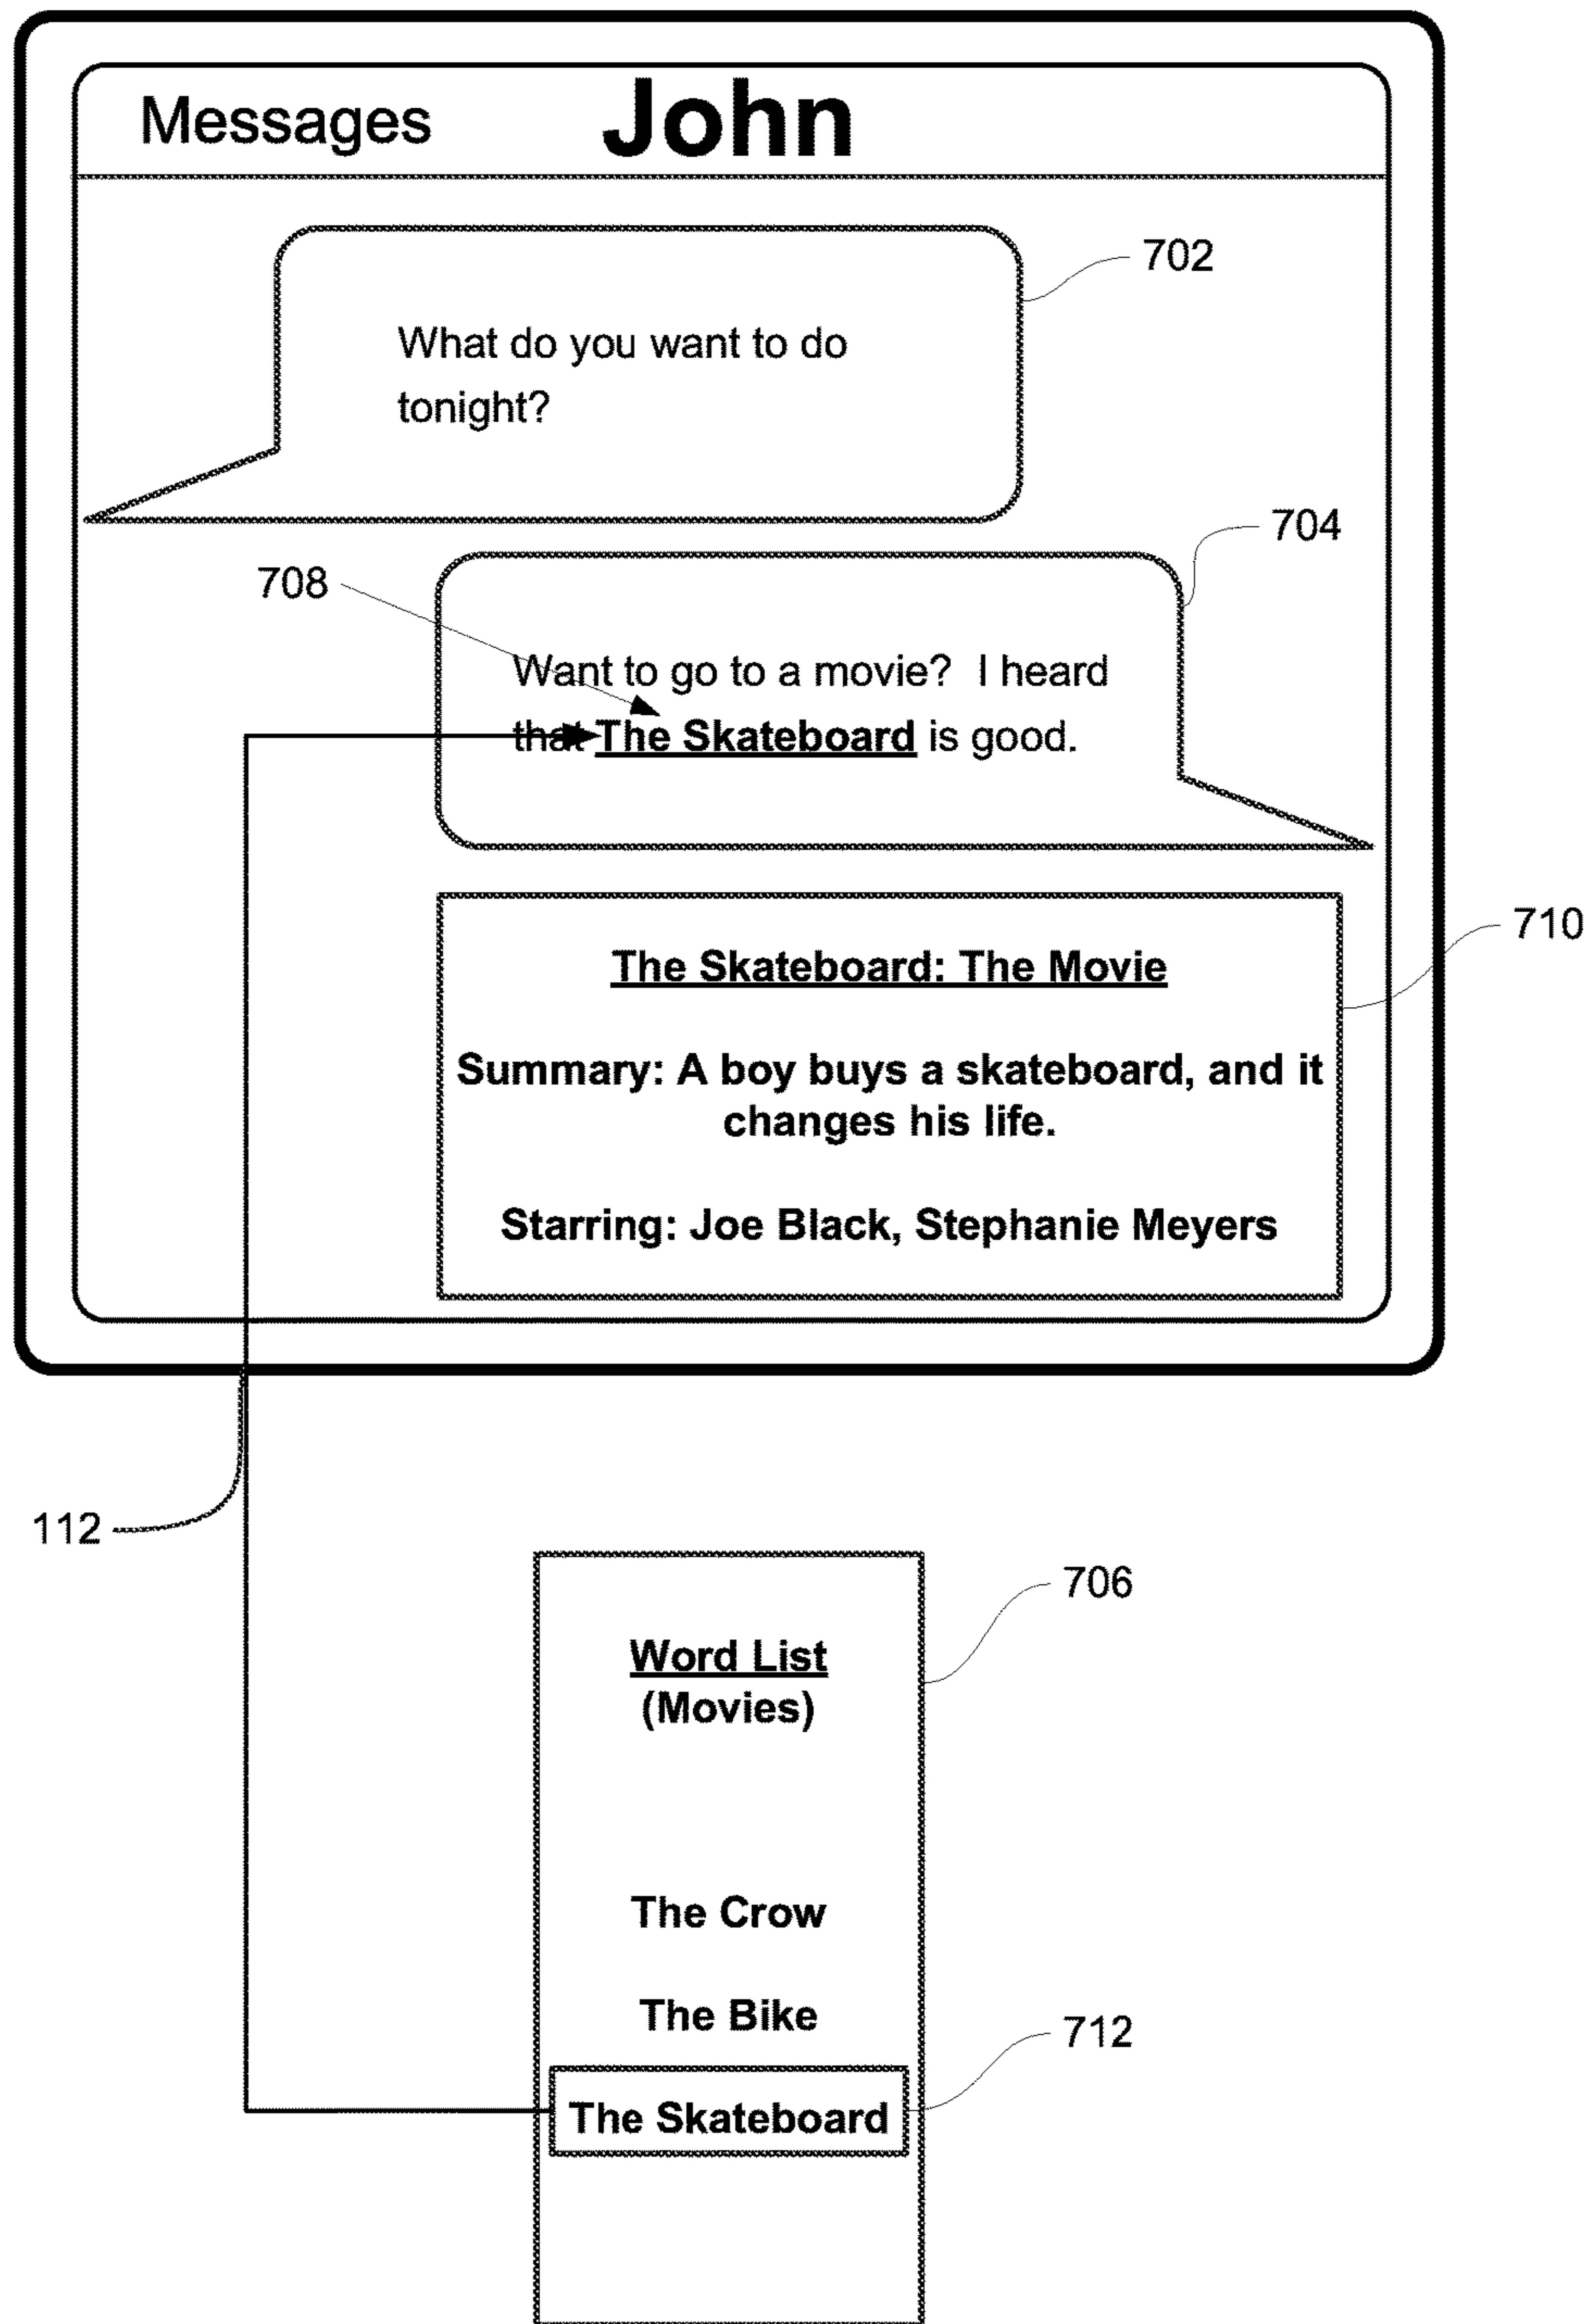 Messages John
702
What do you want to do
tonight?
704
708
Want to go to a movie?  I heard
that The Skateboard is good.
710
The Skateboard: The Movie
Summary: A boy buys a skateboard, and it
changes his life.
Starring: Joe Black, Stephanie Meyers
112
706
Word List
(Movies)
The Crow
The Bike
712
The Skateboard